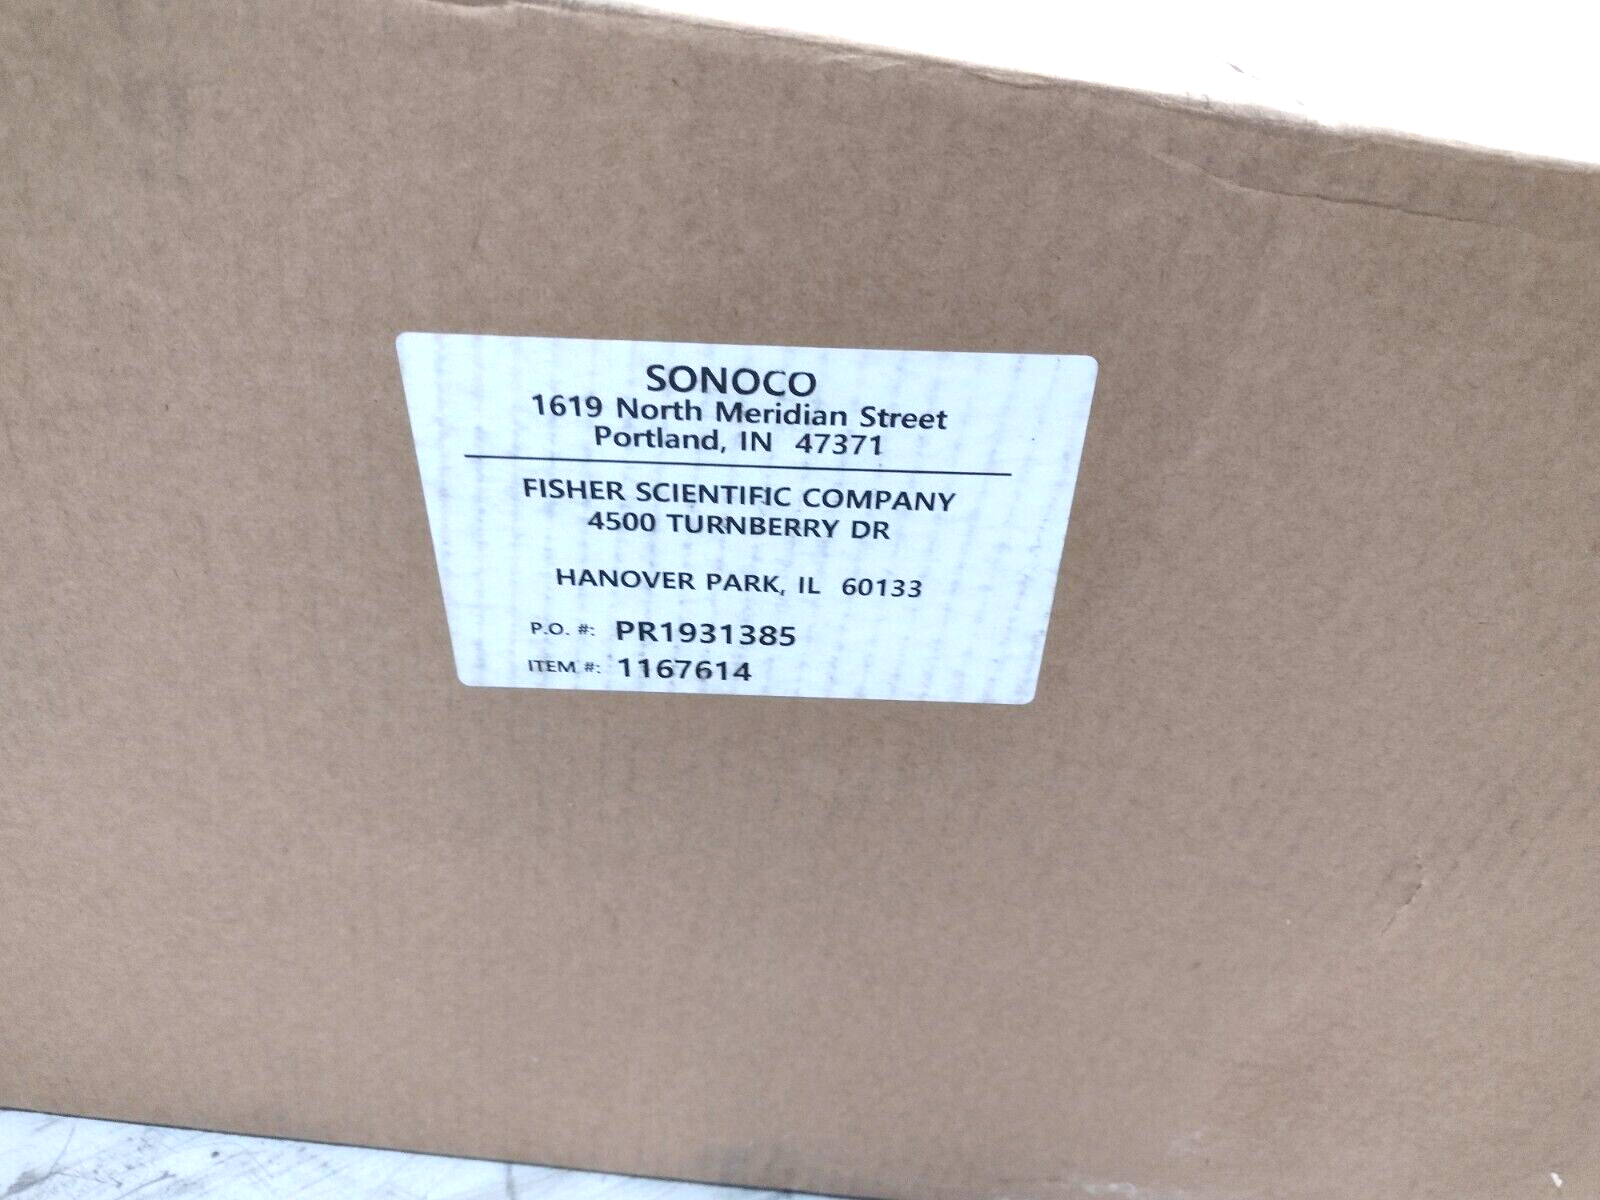 SONOCO
1619 North Meridian Street
Portland, IN 47371
FISHER SCIENTIFIC COMPANY
4500 TURNBERRY DR
HANOVER PARK, IL 60133
P.O. #: PR1931385
ITEM #: 1167614